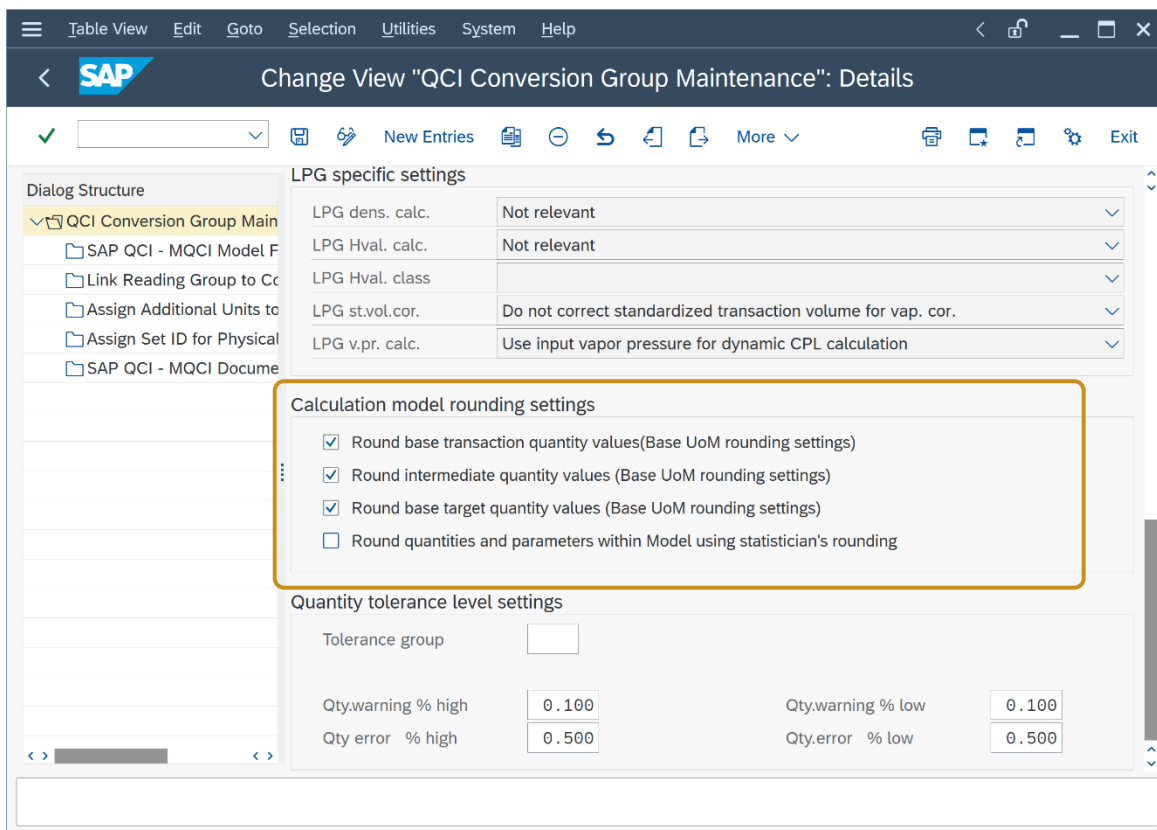 Table View Edit Goto Selection Utilities System Help
SAP Change View "QCI Conversion Group Maintenance": Details
New Entries More Exit
Dialog Structure
QCI Conversion Group Main
SAP QCI - MQCI Model F
Link Reading Group to Co
Assign Additional Units to
Assign Set ID for Physical
SAP QCI - MQCI Docume
LPG specific settings
LPG dens. calc. Not relevant
LPG Hval. calc. Not relevant
LPG Hval. class
LPG st.vol.cor. Do not correct standardized transaction volume for vap. cor.
LPG v.pr. calc. Use input vapor pressure for dynamic CPL calculation
Calculation model rounding settings
Round base transaction quantity values(Base UoM rounding settings)
Round intermediate quantity values (Base UoM rounding settings)
Round base target quantity values (Base UoM rounding settings)
Round quantities and parameters within Model using statistician's rounding
Quantity tolerance level settings
Tolerance group
Qty.warning % high 0.100 Qty.warning % low 0.100
Qty error % high 0.500 Qty.error % low 0.500